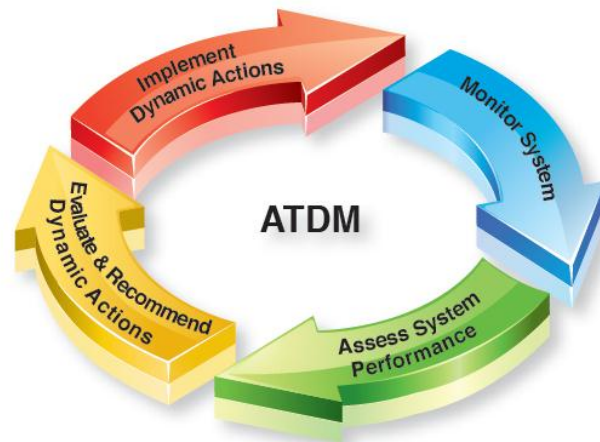 Implement
Dynamic Actions
Monitor System
ATDM
Assess System
Performance
Evaluate & Recommend
Dynamic Actions